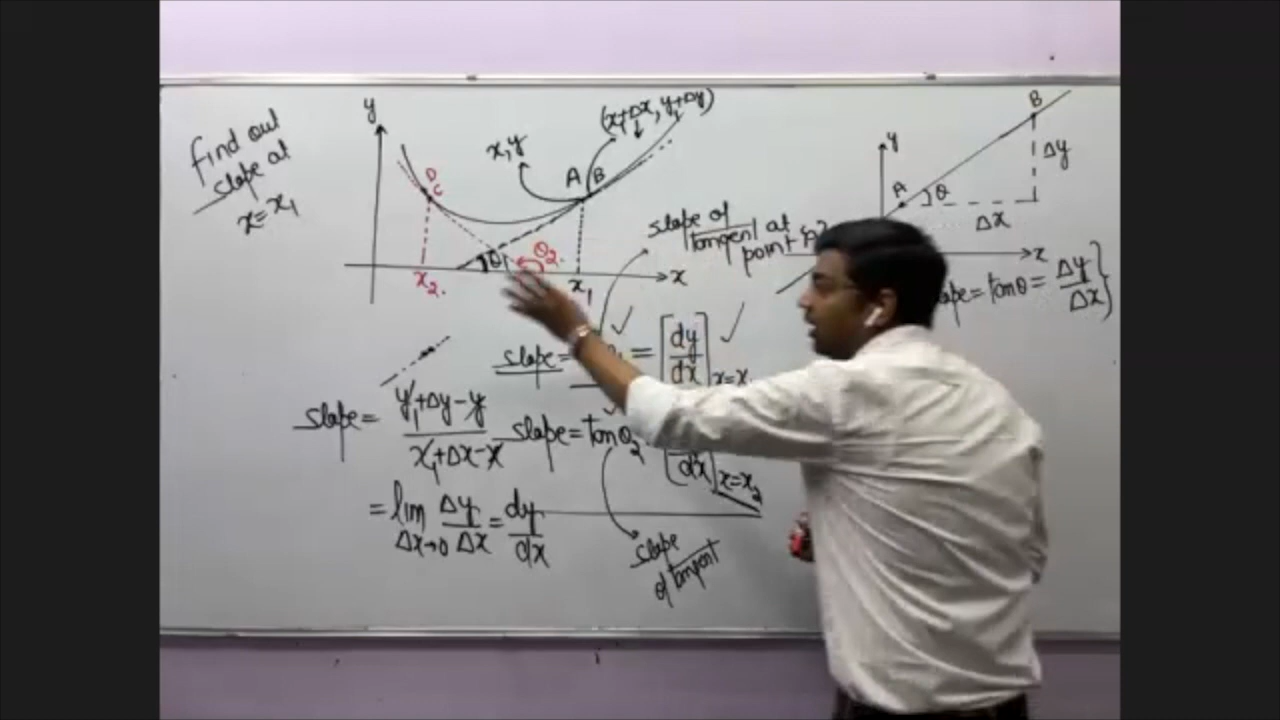 find out
slope at
x = x₁
y
D
C
x₂
x, y
A B
(x₁+Δx, y₁+Δy)
θ₁
θ₂
x₁
x
slope of
tangent at
point
y
A
B
θ
Δy
Δx
x
= tanθ = Δy/Δx }
slope = [dy/dx]
slope = y₁+Δy-y/x₁+Δx-x
slope = tanθ₂
dx] x=x₂
= lim Δx→0 Δy/Δx = dy/dx
slope
of tangent